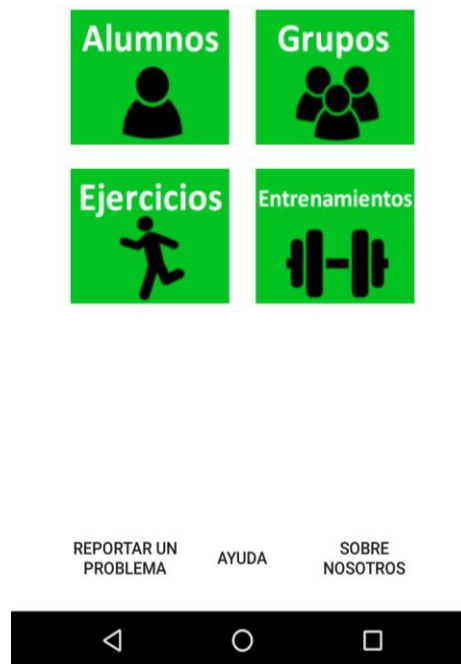 Alumnos
Grupos
Ejercicios
Entrenamientos
REPORTAR UN
PROBLEMA
AYUDA
SOBRE
NOSOTROS